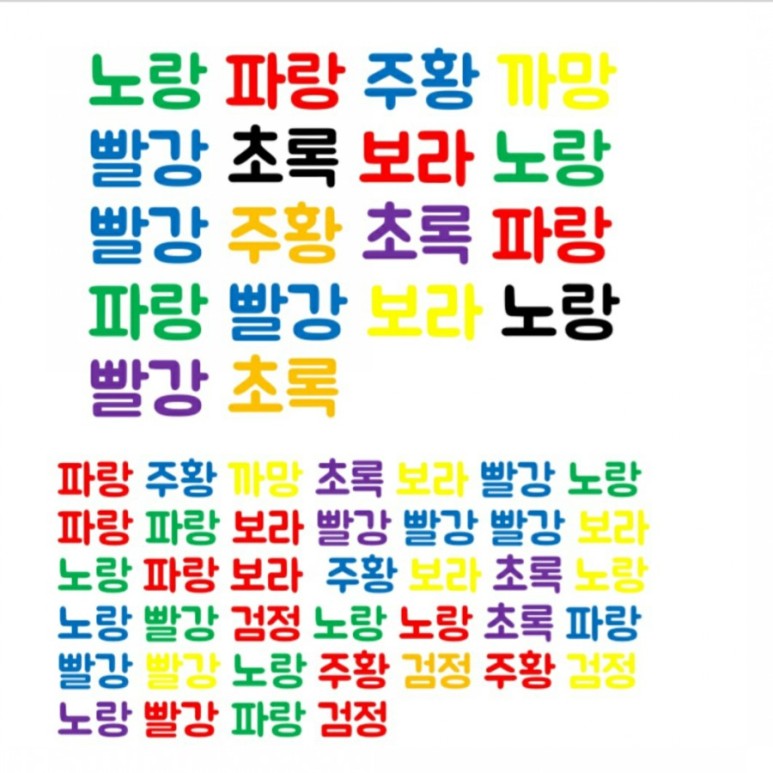 노랑 파랑 주황 까망
빨강 초록 보라 노랑
빨강 주황 초록 파랑
파랑 빨강 보라 노랑
빨강 초록
파랑 주황 까망 초록 보라 빨강 노랑
파랑 파랑 보라 빨강 빨강 빨강 보라
노랑 파랑 보라 주황 보라 초록 노랑
노랑 빨강 검정 노랑 노랑 초록 파랑
빨강 빨강 노랑 주황 검정 주황 검정
노랑 빨강 파랑 검정